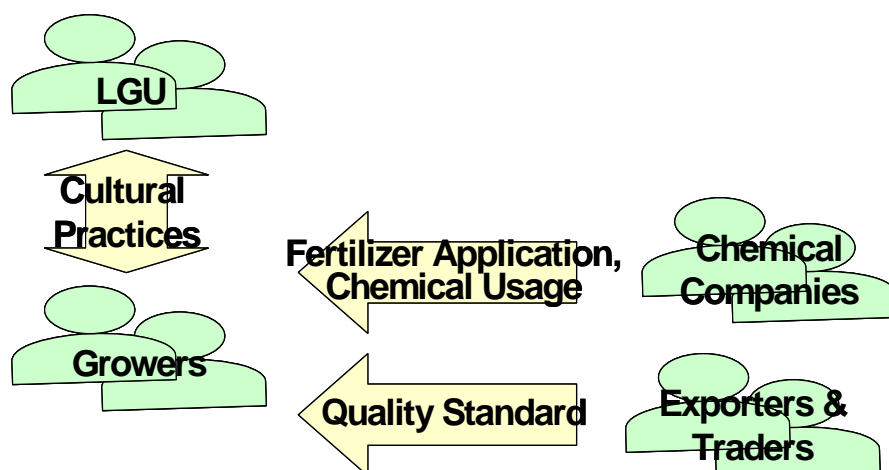 LGU
Cultural
Practices
Fertilizer Application,
Chemical Usage
Chemical
Companies
Growers
Quality Standard
Exporters &
Traders